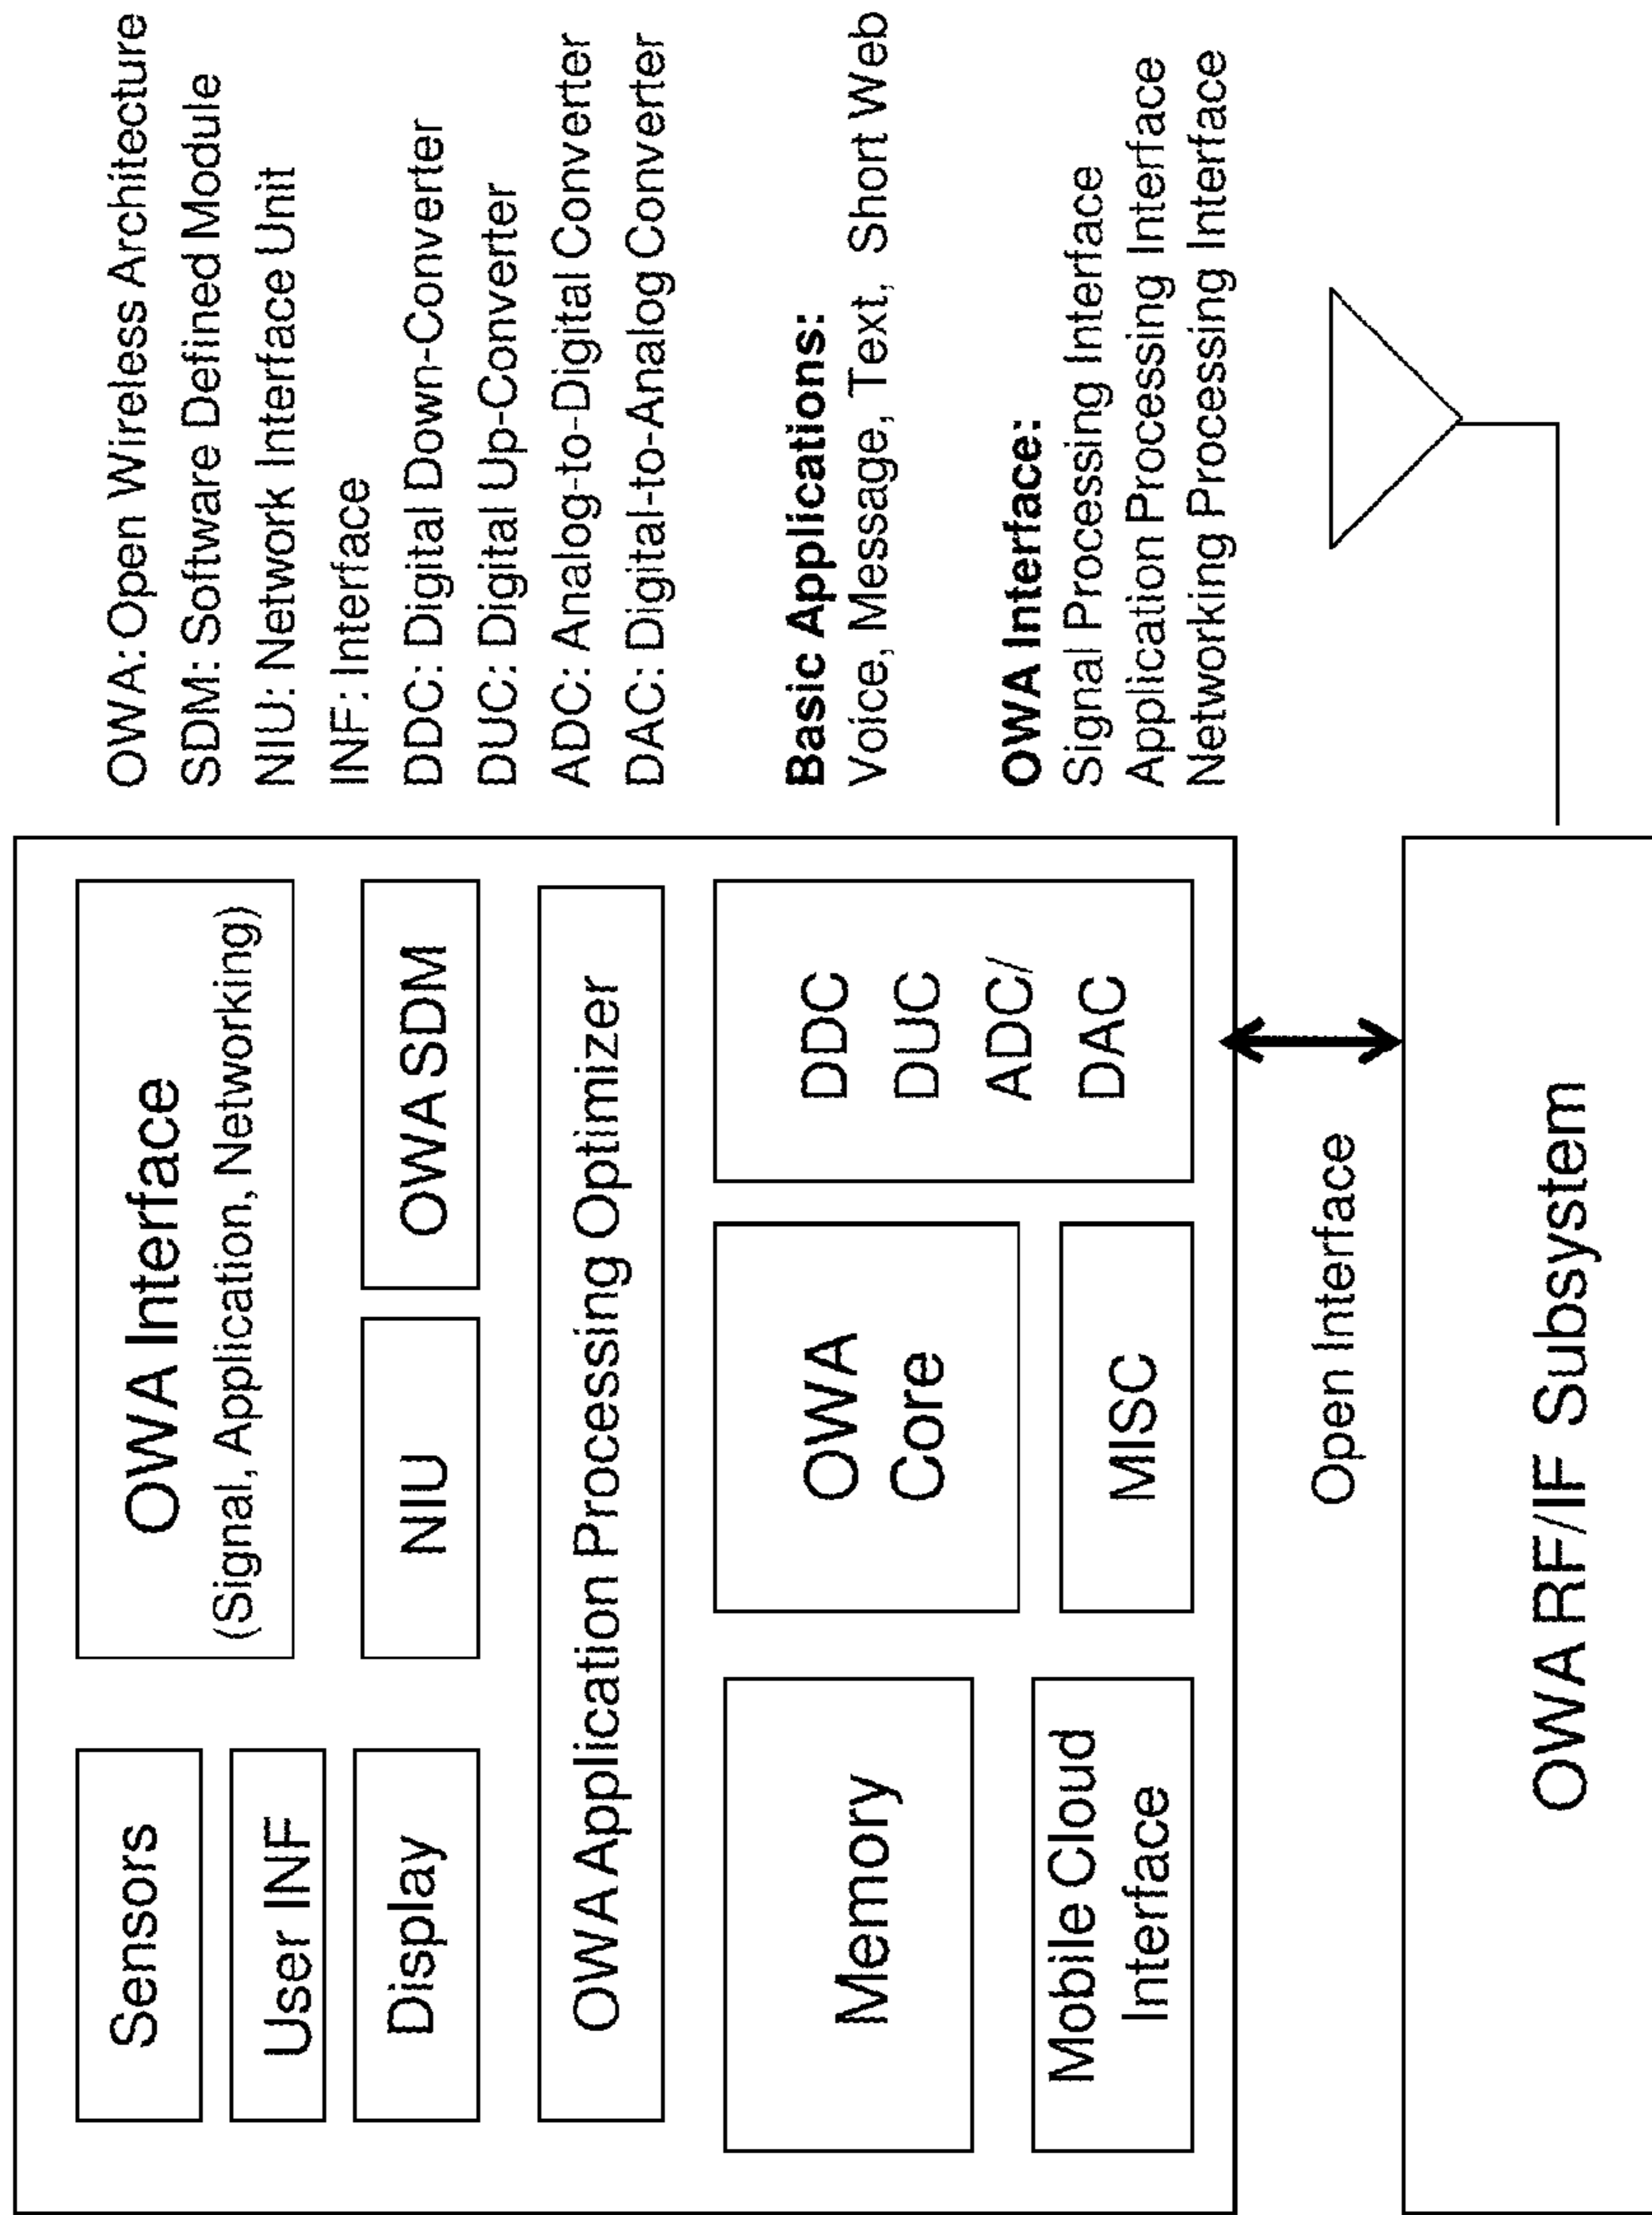 Sensors
User INF
Display
OWA Interface
(Signal, Application, Networking)
NIU
OWA SDM
OWA Application Processing Optimizer
Memory
Mobile Cloud
Interface
OWA
Core
MISC
DDC
DUC
ADC/
DAC
Open Interface
OWA RF/IF Subsystem
OWA: Open Wireless Architecture
SDM: Software Defined Module
NIU: Network Interface Unit
INF: Interface
DDC: Digital Down-Converter
DUC: Digital Up-Converter
ADC: Analog-to-Digital Converter
DAC: Digital-to-Analog Converter
Basic Applications:
Voice, Message, Text, Short Web
OWA Interface:
Signal Processing Interface
Application Processing Interface
Networking Processing Interface